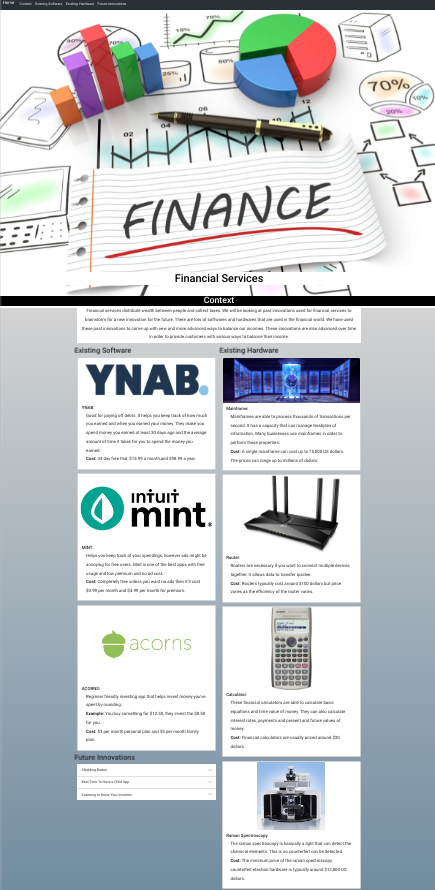 Home Context Existing Software Existing Hardware Future Innovations
15%
70%
50%
25%
50%
70%
10%
20%
02
04
06
10
12
FINANCE
Financial Services
Context
Financial services distribute wealth between people and collect taxes. We will be looking at past innovations used for financial services to
brainstorm for a new innovation for the future. There are lots of softwares and hardwares that are used in the financial world. We have used
these past innovations to come up with new and more advanced ways to balance our incomes. These innovations are also advanced over time
in order to provide customers with various ways to balance their income.
Existing Software
YNAB.
YNAB:
Good for paying off debts. It helps you keep track of how much
you earned and when you earned your money. They make you
spend money you earned at least 30 days ago and the average
amount of time it takes for you to spend the money you
earned.
Cost: 34 day free trial, $14.99 a month and $98.99 a year.
intuit
mint
MINT:
Helps you keep track of your spendings, however ads might be
annoying for free users. Mint is one of the best apps with free
usage and low premium and no ad cost.
Cost: Completely free unless you want no ads then it'll cost
$0.99 per month and $4.99 per month for premium.
acorns
ACORNS:
Beginner friendly investing app that helps invest money you've
spent by rounding.
Example: You buy something for $12.50, they invest the $0.50
for you.
Cost: $3 per month personal plan and $5 per month family
plan.
Future Innovations
Shedding Button
Real Time To Have a Child App
Scanning to Know Your Income
Existing Hardware
Mainframe:
Mainframes are able to process thousands of transactions per
second. It has a capacity that can manage terabytes of
information. Many businesses use mainframes in order to
perform these properties.
Cost: A single mainframe can cost up to 75,000 US dollars.
The prices can range up to millions of dollars.
Router:
Routers are necessary if you want to connect multiple devices
together. It allows data to transfer quicker.
Cost: Routers typically cost around $100 dollars but price
varies as the efficiency of the router varies.
Calculator:
These financial calculators are able to calculate basic
equations and time value of money. They can also calculate
interest rates, payments and present and future values of
money.
Cost: Financial calculators are usually priced around $30
dollars.
Raman Spectroscopy
The raman spectroscopy is basically a light that can detect the
chemical elements. This is so counterfeit can be detected.
Cost: The minimum price of the raman spectroscopy
counterfeit election hardware is typically around $12,000 US
dollars.